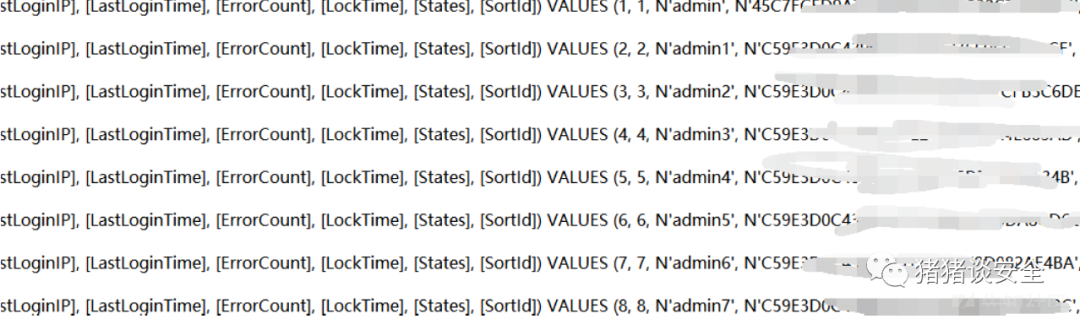 stLoginIP], [LastLoginTime], [ErrorCount], [LockTime], [States], [SortId]) VALUES (1, 1, N'admin', N'45C7FCED9A
stLoginIP], [LastLoginTime], [ErrorCount], [LockTime], [States], [SortId]) VALUES (2, 2, N'admin1', N'C59E3D0C4
stLoginIP], [LastLoginTime], [ErrorCount], [LockTime], [States], [SortId]) VALUES (3, 3, N'admin2', N'C59E3D0C
stLoginIP], [LastLoginTime], [ErrorCount], [LockTime], [States], [SortId]) VALUES (4, 4, N'admin3', N'C59E3
stLoginIP], [LastLoginTime], [ErrorCount], [LockTime], [States], [SortId]) VALUES (5, 5, N'admin4', N'C59E3D0C4
stLoginIP], [LastLoginTime], [ErrorCount], [LockTime], [States], [SortId]) VALUES (6, 6, N'admin5', N'C59E3D0C43
stLoginIP], [LastLoginTime], [ErrorCount], [LockTime], [States], [SortId]) VALUES (7, 7, N'admin6', N'C59E3
stLoginIP], [LastLoginTime], [ErrorCount], [LockTime], [States], [SortId]) VALUES (8, 8, N'admin7', N'C59E3D0C
猪猪谈安全